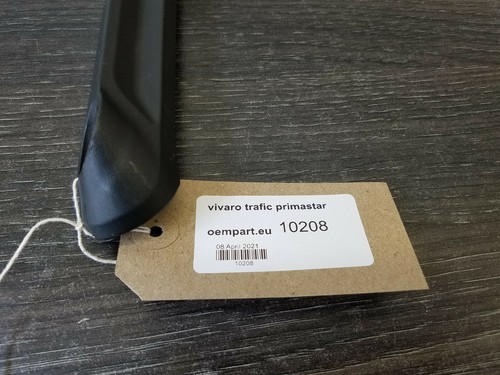 vivaro trafic primastar
oempart.eu 10208
08 April 2021
10208